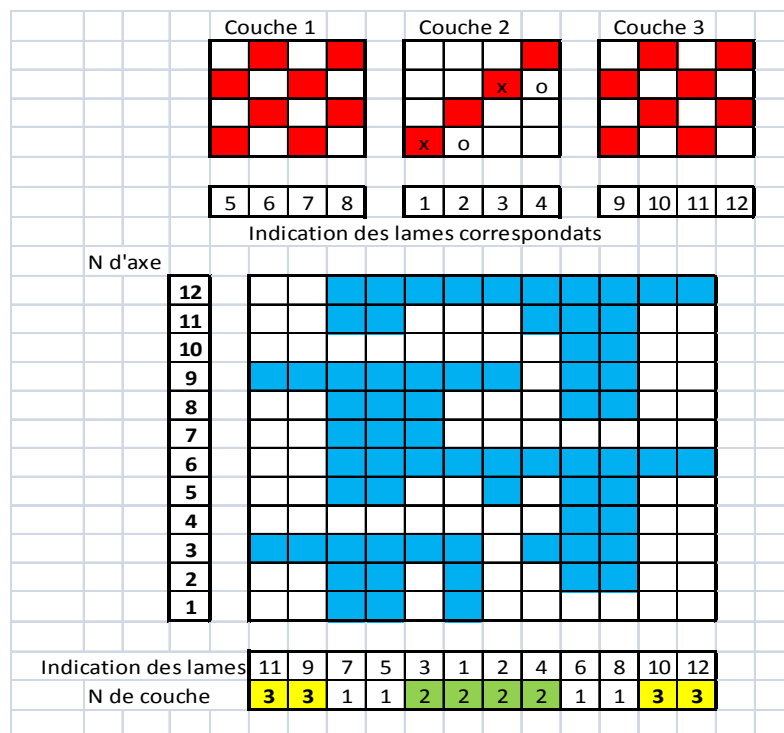 Couche 1 Couche 2 Couche 3
x o
x o
5 6 7 8 1 2 3 4 9 10 11 12
Indication des lames correspondats
N d'axe
12
11
10
9
8
7
6
5
4
3
2
1
Indication des lames 11 9 7 5 3 1 2 4 6 8 10 12
N de couche 3 3 1 1 2 2 2 2 1 1 3 3